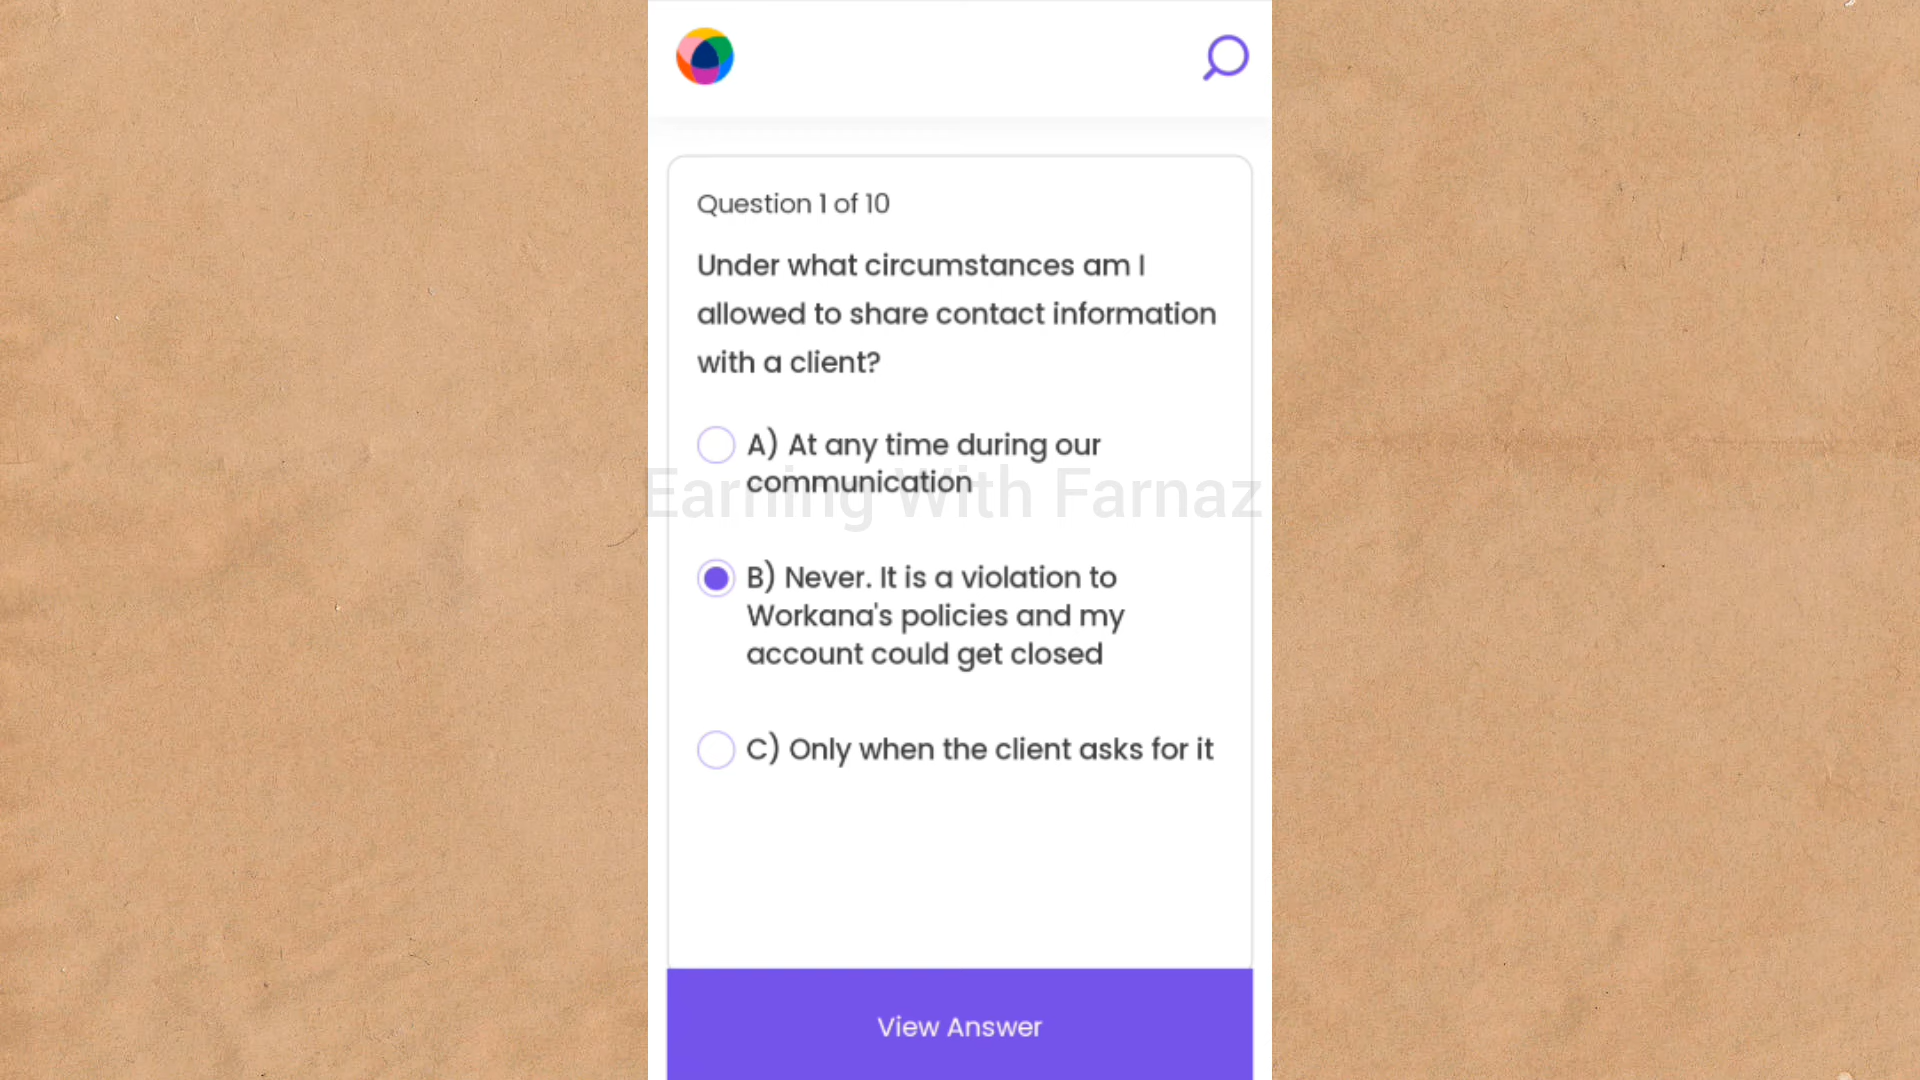 Question 1 of 10
Under what circumstances am I
allowed to share contact information
with a client?
A) At any time during our
communication
Earning With Farnaz
B) Never. It is a violation to
Workana's policies and my
account could get closed
C) Only when the client asks for it
View Answer